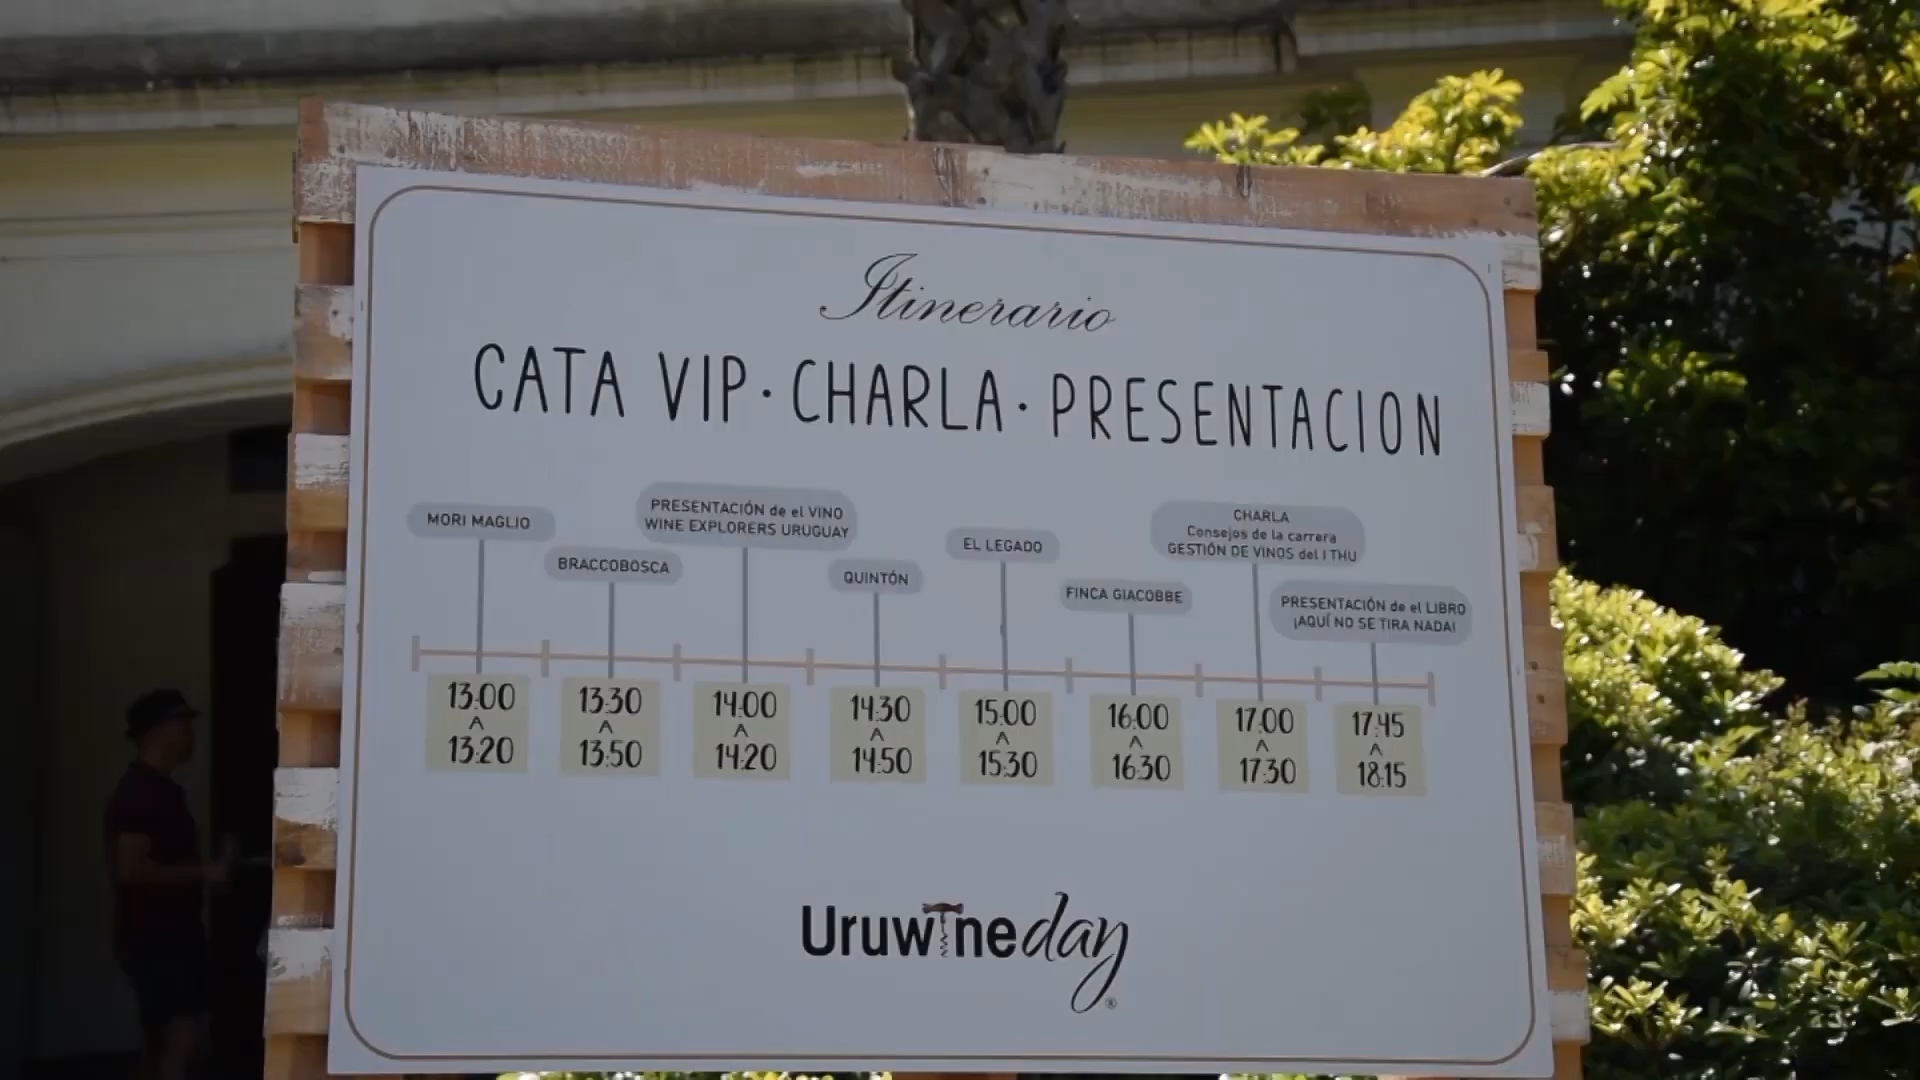 Itinerario
CATA VIP · CHARLA · PRESENTACION
MORI MAGLIO
BRACCOBOSCA
PRESENTACIÓN de el VINO
WINE EXPLORERS URUGUAY
QUINTÓN
EL LEGADO
FINCA GIACOBBE
CHARLA
Consejos de la carrera
GESTIÓN DE VINOS del I THU
PRESENTACIÓN de el LIBRO
¡AQUÍ NO SE TIRA NADA!
13:00
A
13:20
13:30
A
13:50
14:00
A
14:20
14:30
A
14:50
15:00
A
15:30
16:00
A
16:30
17:00
A
17:30
17:45
A
18:15
Uruwineday®